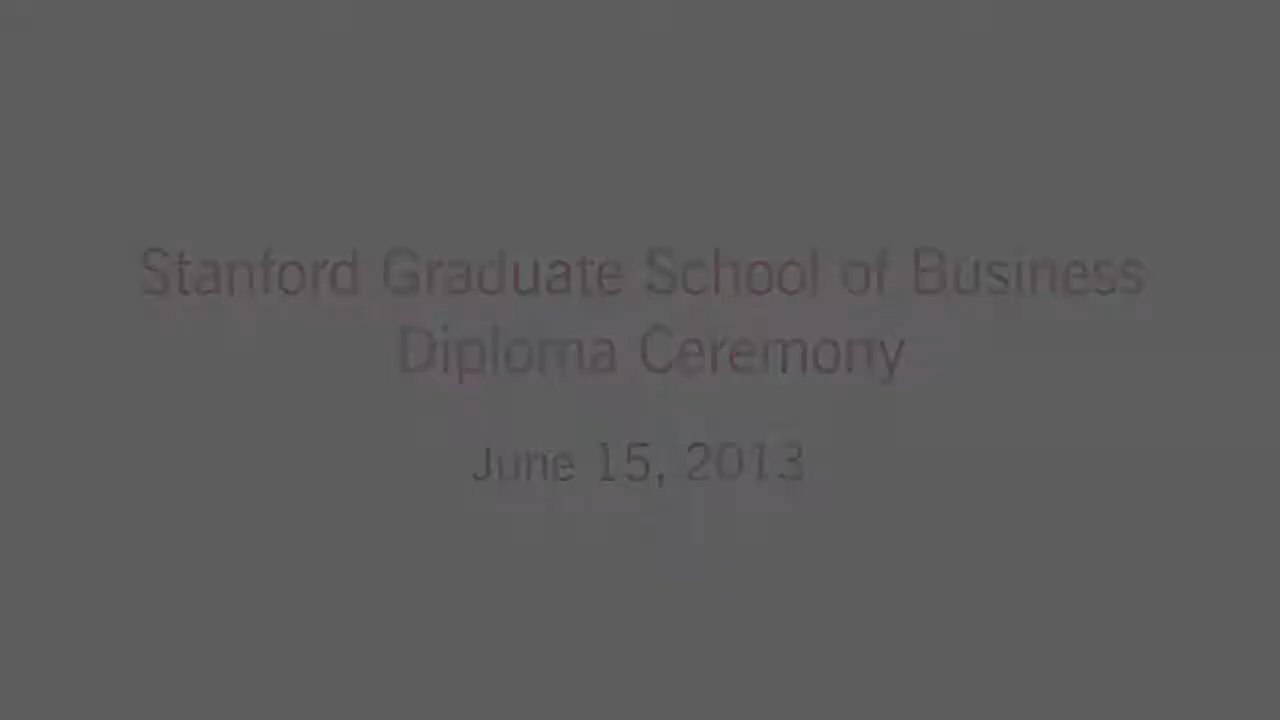 Stanford Graduate School of Business
Diploma Ceremony
June 15, 2013